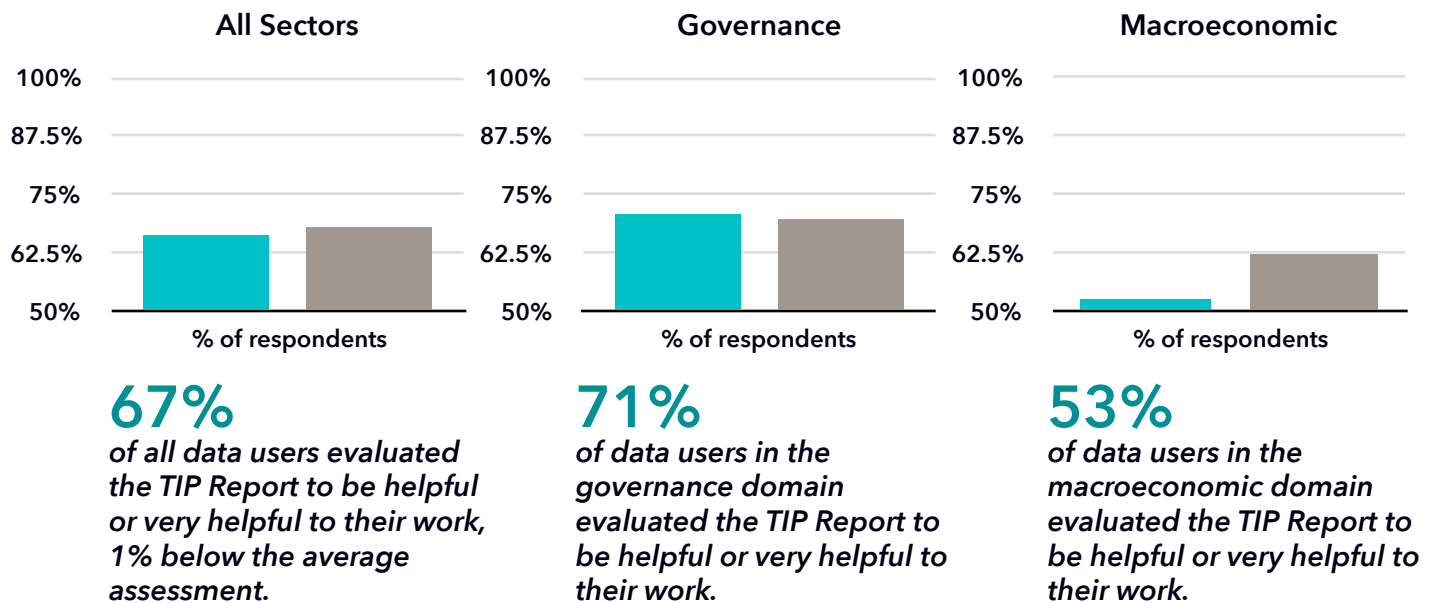 All Sectors
100%
87.5%
75%
62.5%
50%
% of respondents
67%
of all data users evaluated
the TIP Report to be helpful
or very helpful to their work,
1% below the average
assessment.
Governance
100%
87.5%
75%
62.5%
50%
% of respondents
71%
of data users in the
governance domain
evaluated the TIP Report to
be helpful or very helpful to
their work.
Macroeconomic
100%
87.5%
75%
62.5%
50%
% of respondents
53%
of data users in the
macroeconomic domain
evaluated the TIP Report to
be helpful or very helpful to
their work.